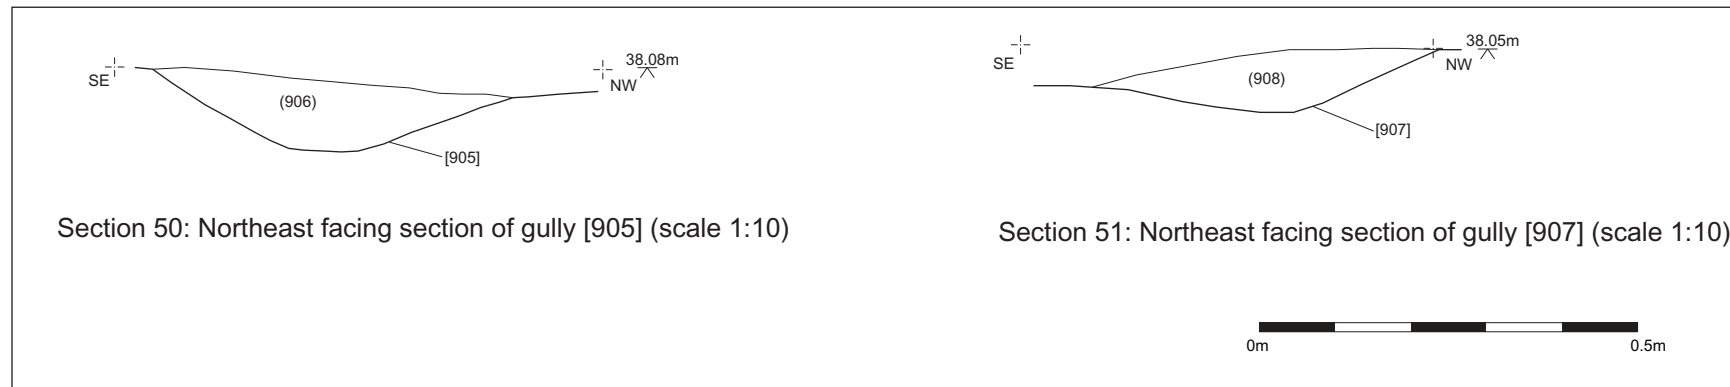 SE
38.08m
NW
(906)
[905]
Section 50: Northeast facing section of gully [905] (scale 1:10)
SE
38.05m
NW
(908)
[907]
Section 51: Northeast facing section of gully [907] (scale 1:10)
0m
0.5m